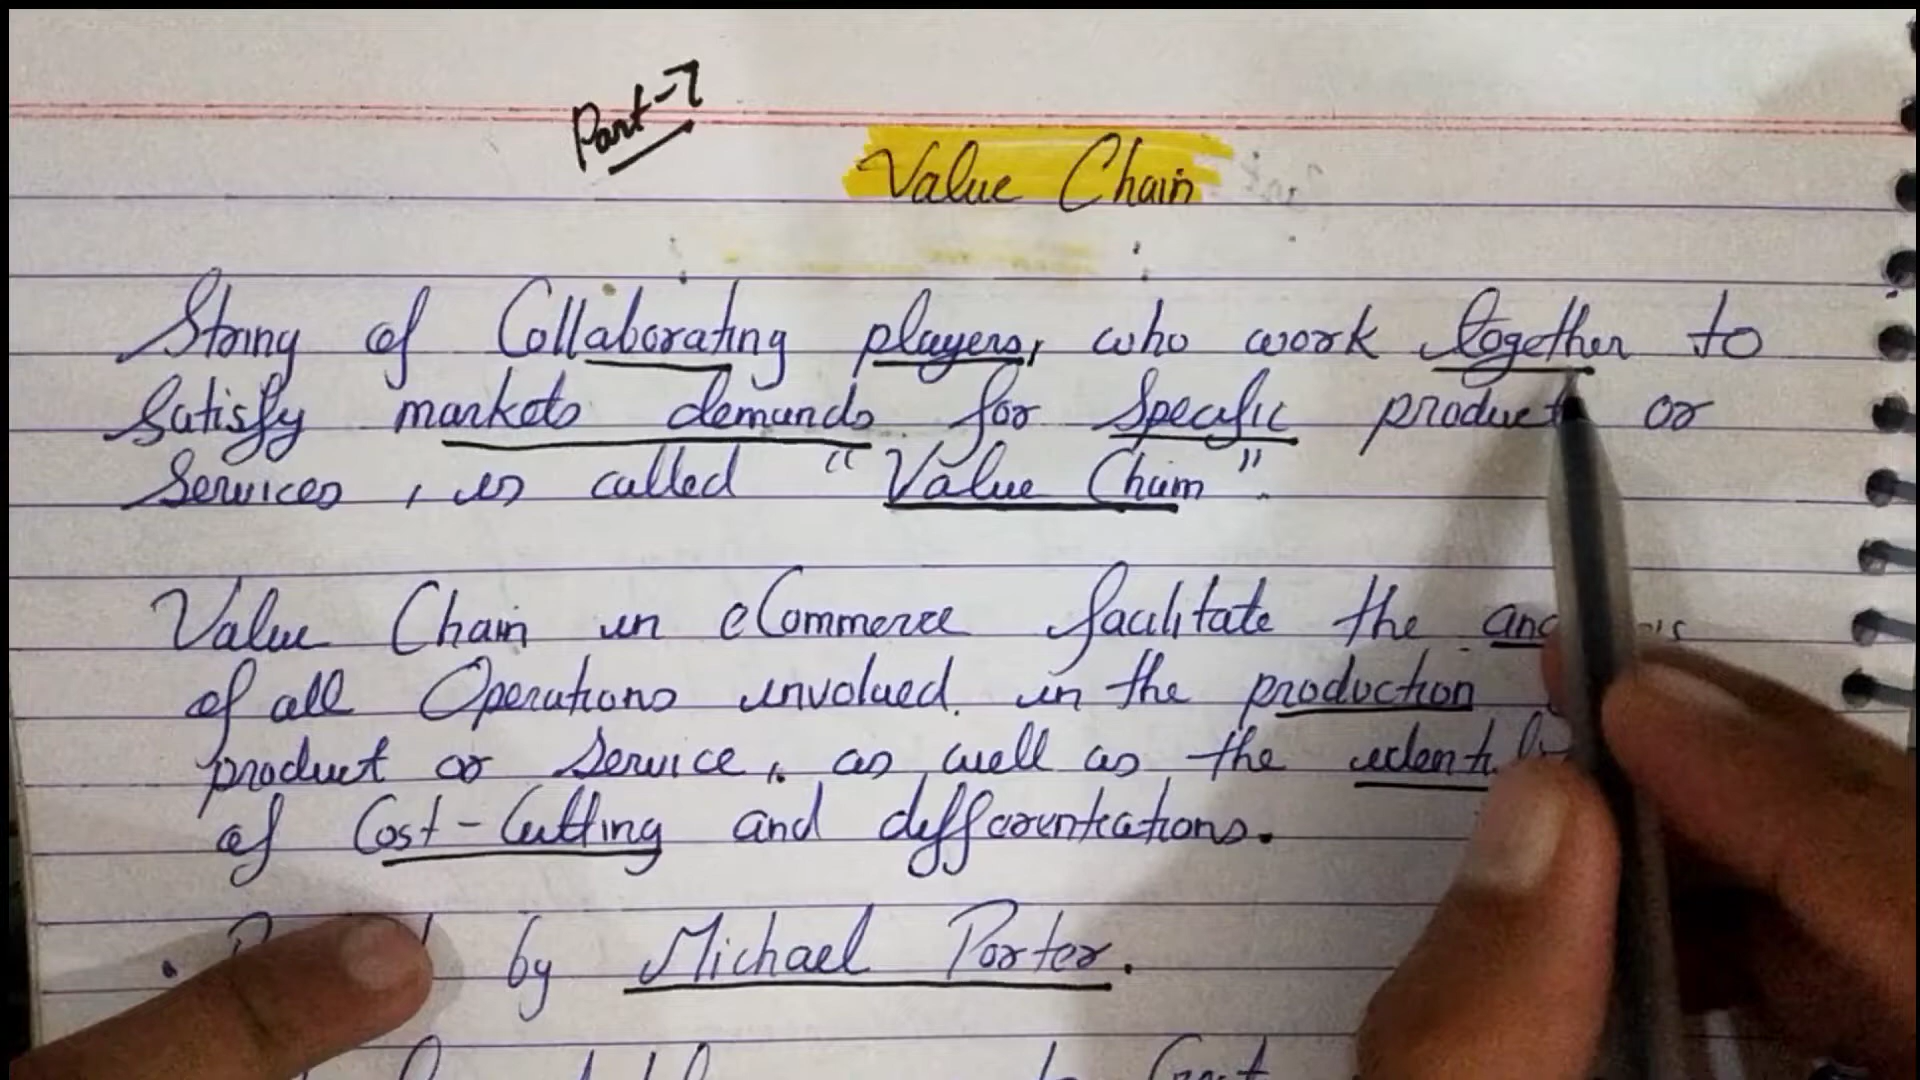 Part-7
Value Chain
String of Collaborating players, who work together to
Satisfy markets demands for Specific product or
Services, is called "Value Chain".
Value Chain in eCommerce facilitate the
of all Operations involved in the production
product or Service, as well as the
of Cost-Cutting and differentiations.
by Michael Porter.